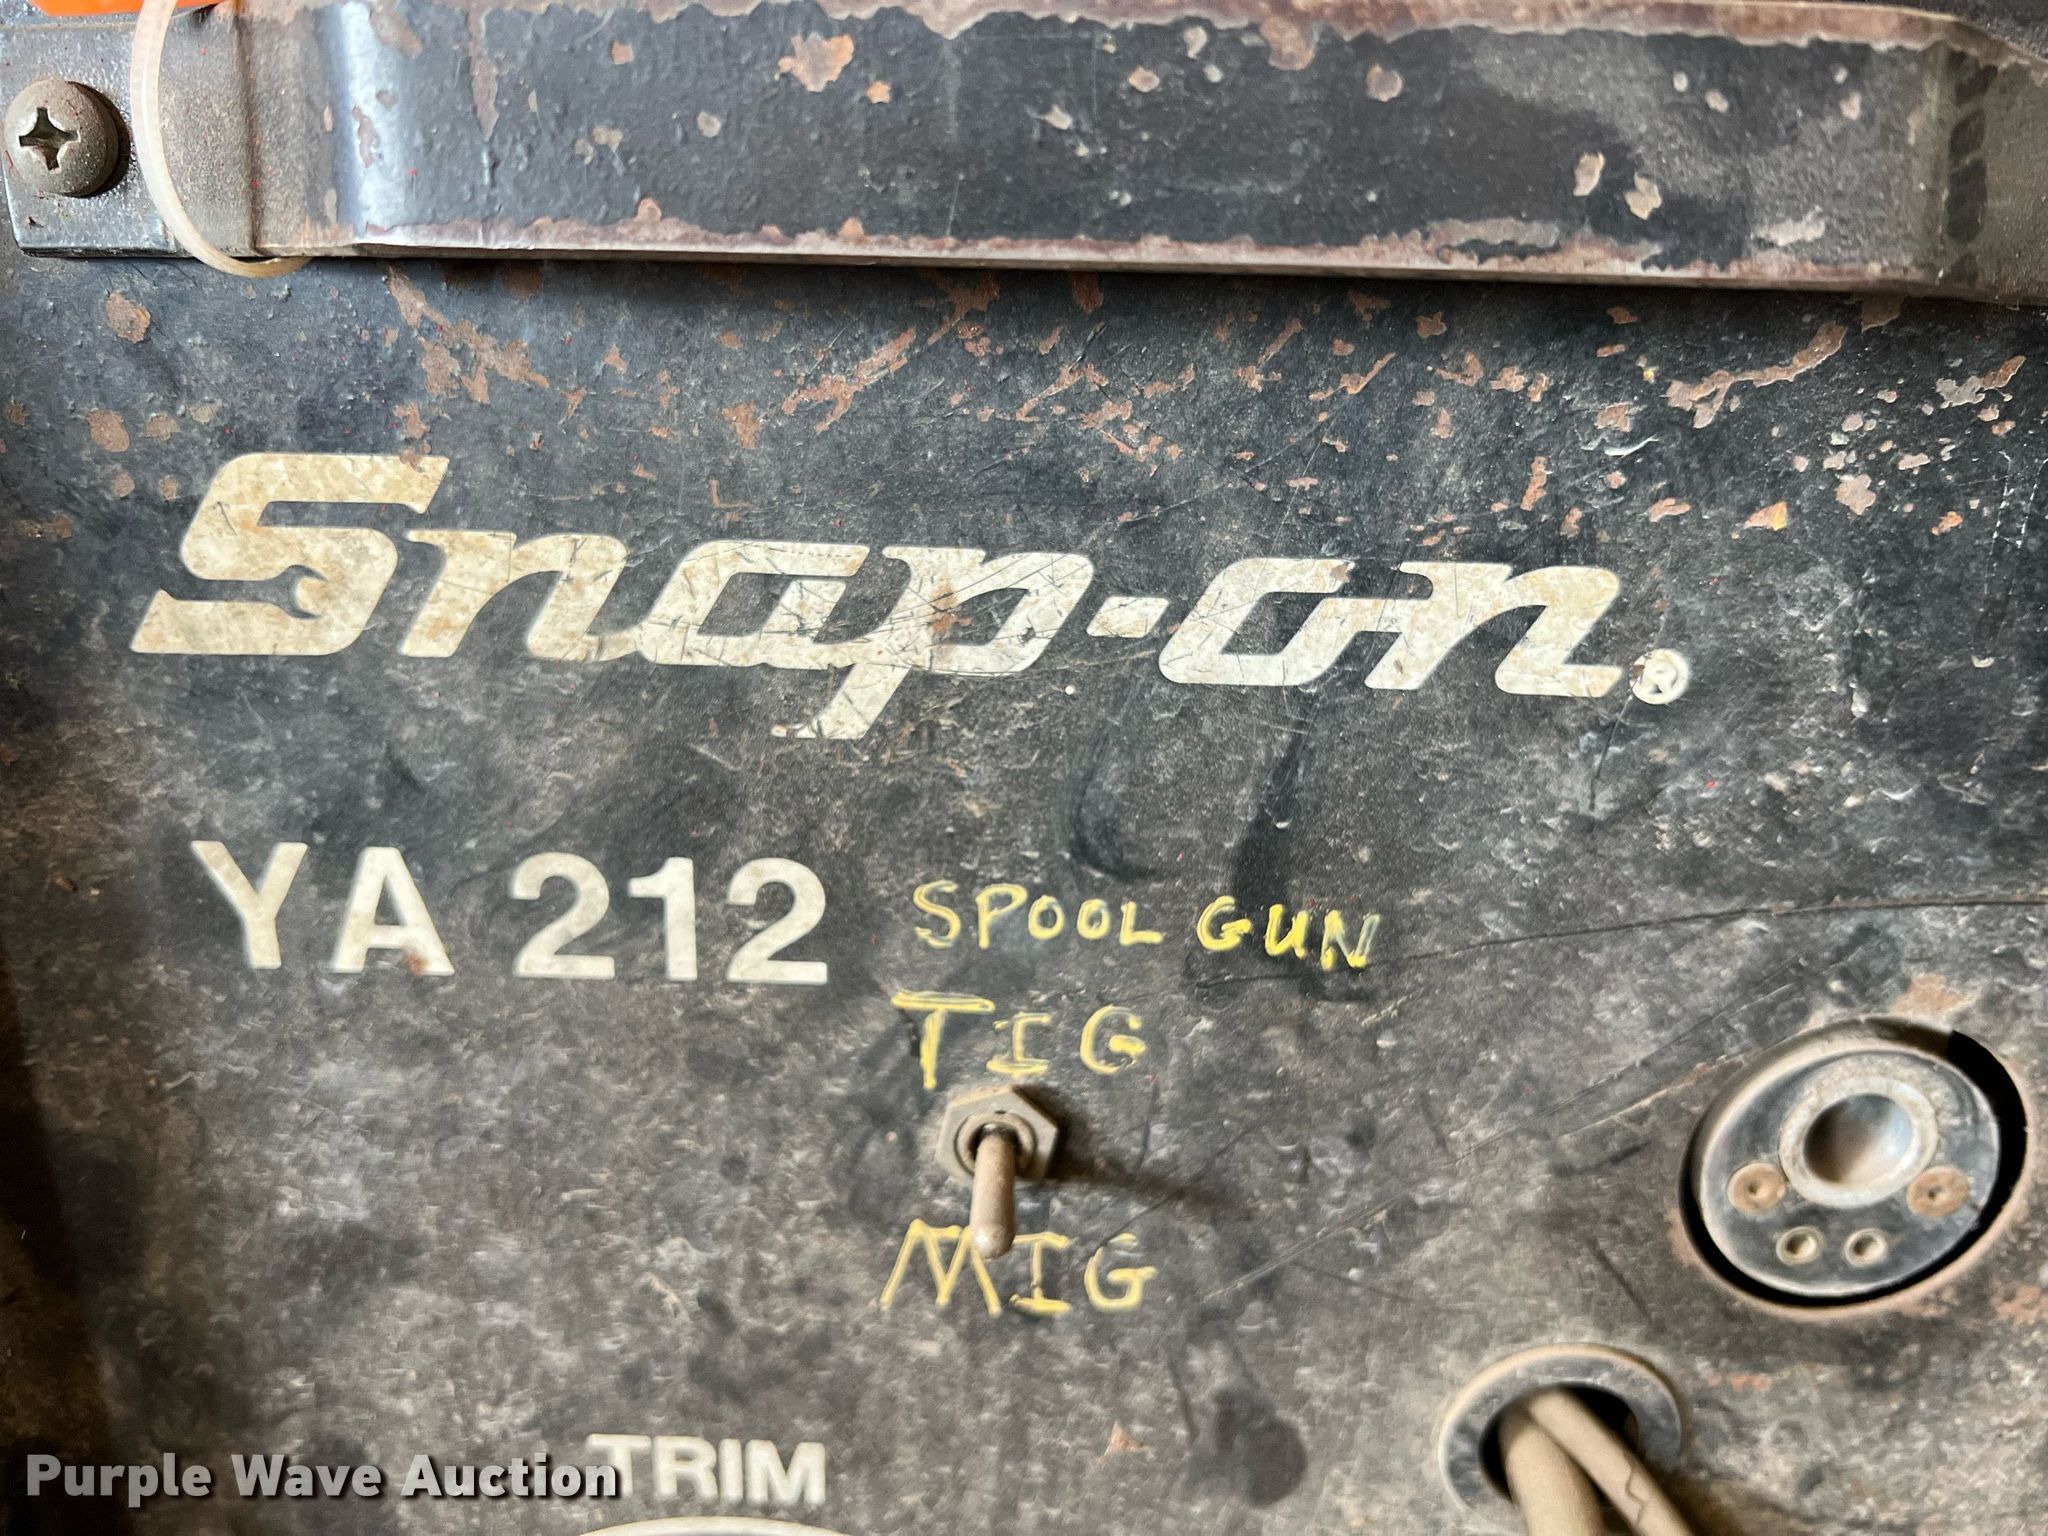 Snap-on®
YA 212
SPOOL GUN
TIG
MIG
TRIM
Purple Wave Auction